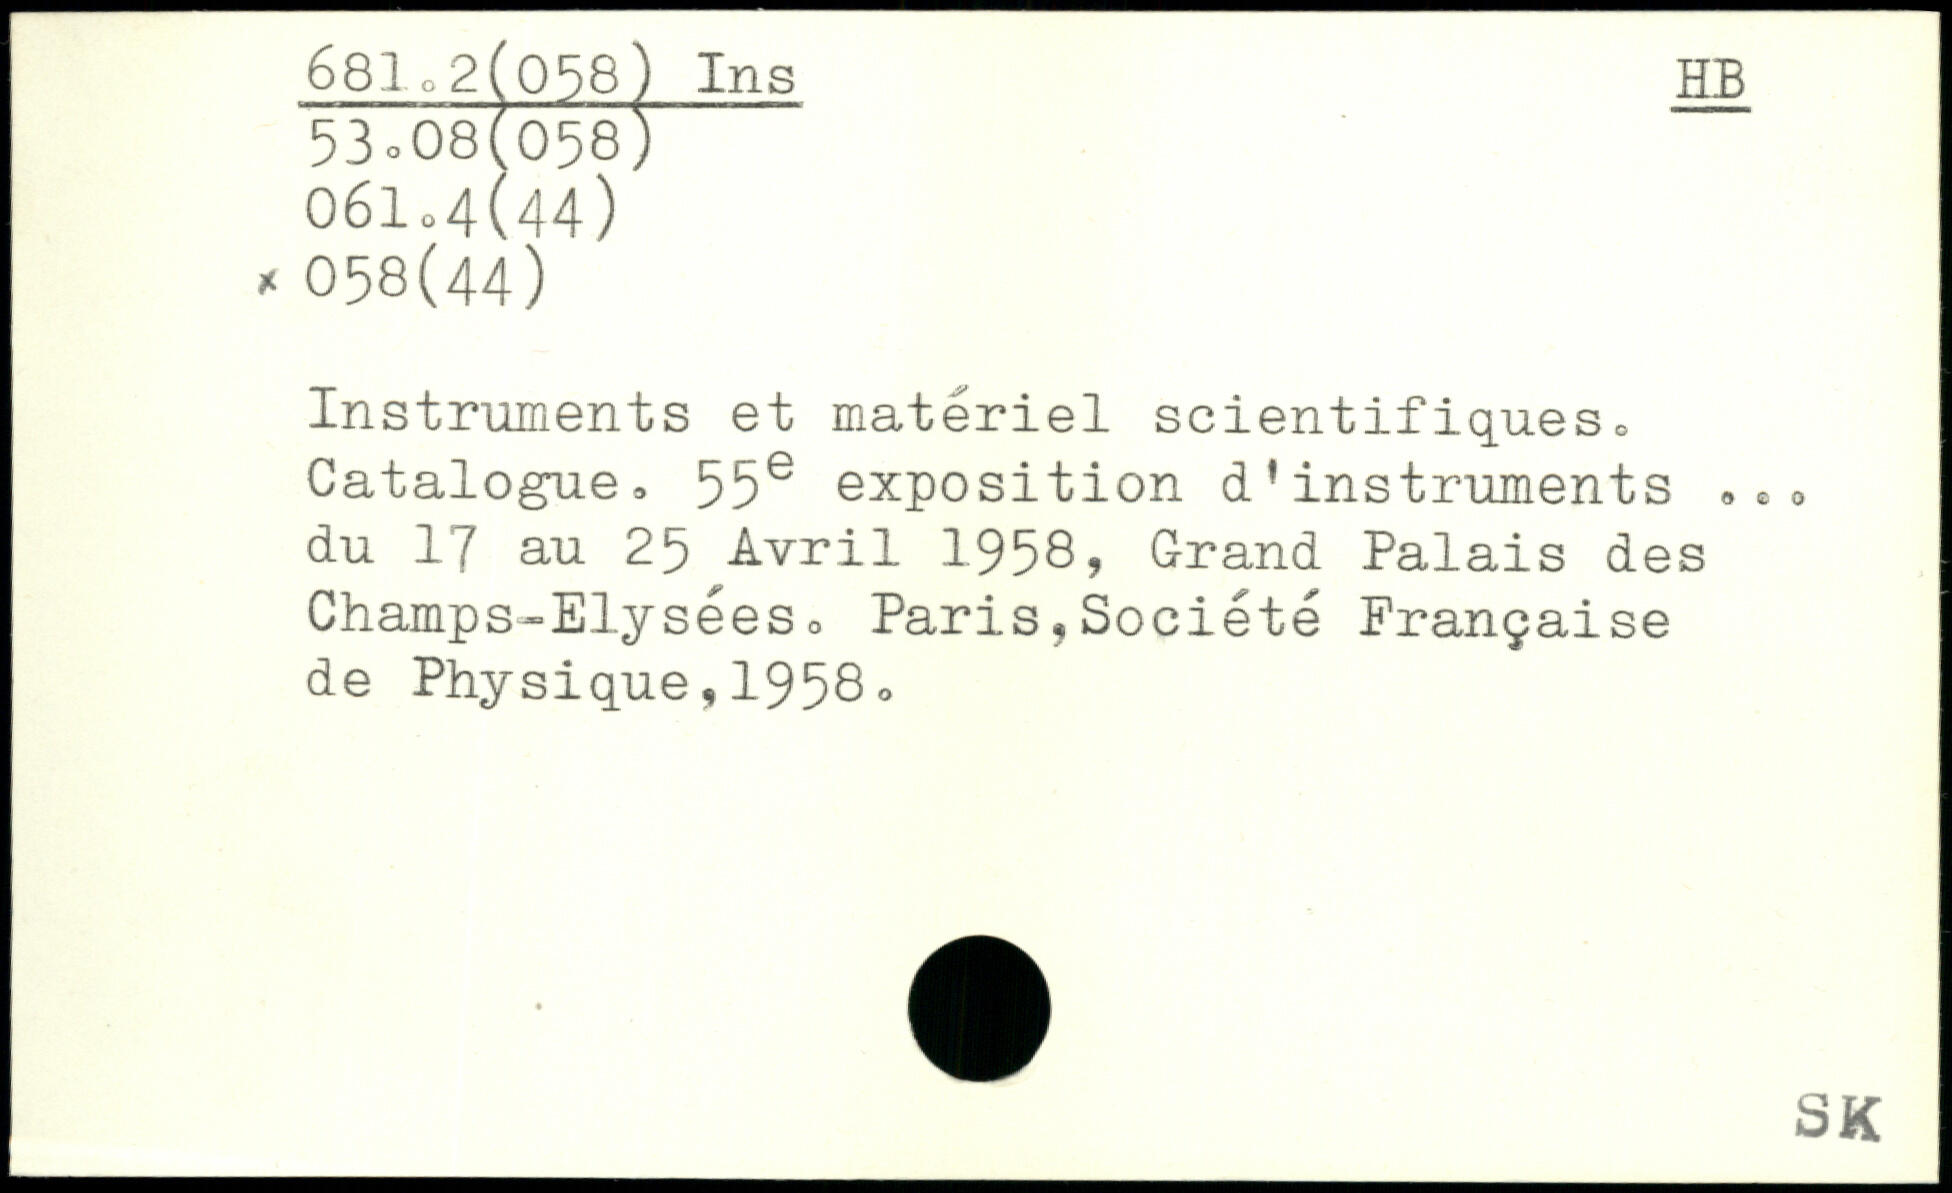 681.2(058) Ins HB
53.08(058)
061.4(44)
x 058(44)
Instruments et matériel scientifiques.
Catalogue. 55e exposition d'instruments ...
du 17 au 25 Avril 1958, Grand Palais des
Champs-Elysées. Paris,Société Française
de Physique,1958.
SK